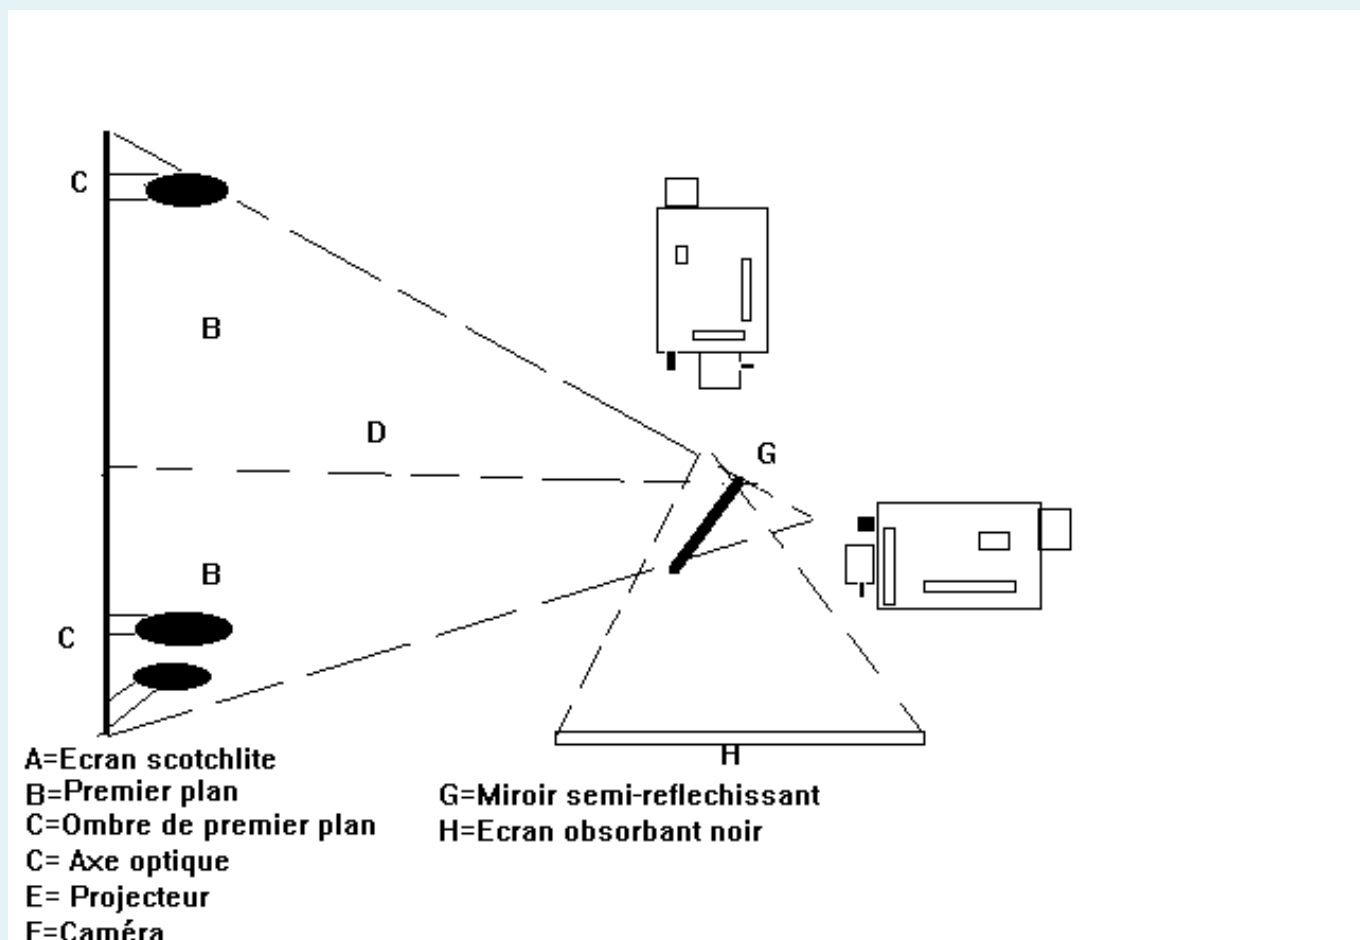 C
B
D
G
B
C
H
A=Ecran scotchlite
B=Premier plan
C=Ombre de premier plan
C= Axe optique
E= Projecteur
F=Caméra
G=Miroir semi-reflechissant
H=Ecran obsorbant noir